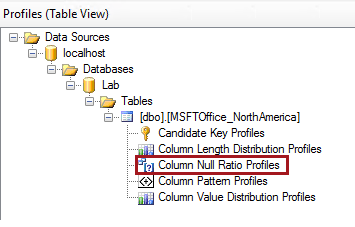 Profiles (Table View)
Data Sources
localhost
Databases
Lab
Tables
[dbo].[MSFTOffice_NorthAmerica]
Candidate Key Profiles
Column Length Distribution Profiles
Column Null Ratio Profiles
Column Pattern Profiles
Column Value Distribution Profiles